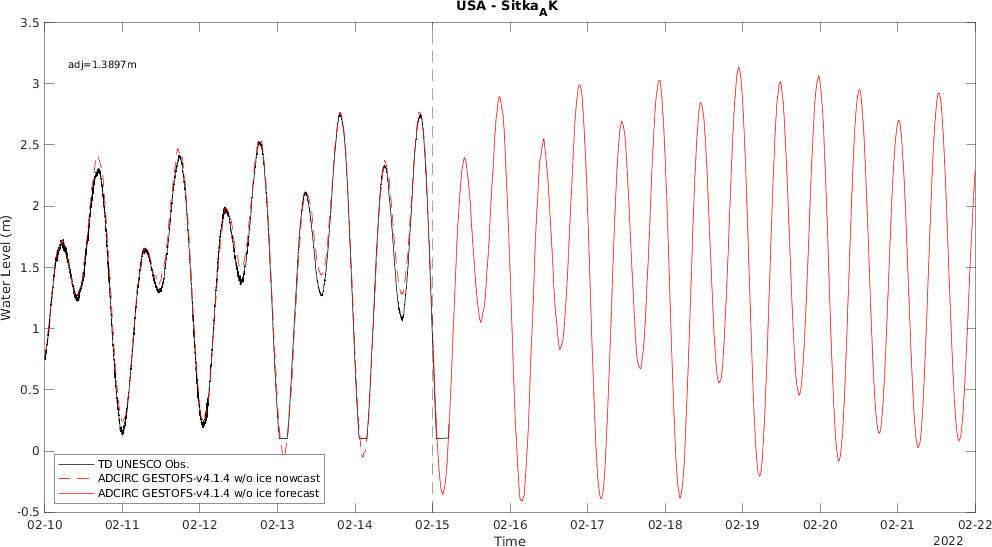 USA - Sitka_AK
3.5
adj=1.3897m
3
2.5
2
1.5
1
0.5
0
-0.5
Water Level (m)
TD UNESCO Obs.
ADCIRC GESTOFS-v4.1.4 w/o ice nowcast
ADCIRC GESTOFS-v4.1.4 w/o ice forecast
02-10 02-11 02-12 02-13 02-14 02-15 02-16 02-17 02-18 02-19 02-20 02-21 02-22
Time
2022